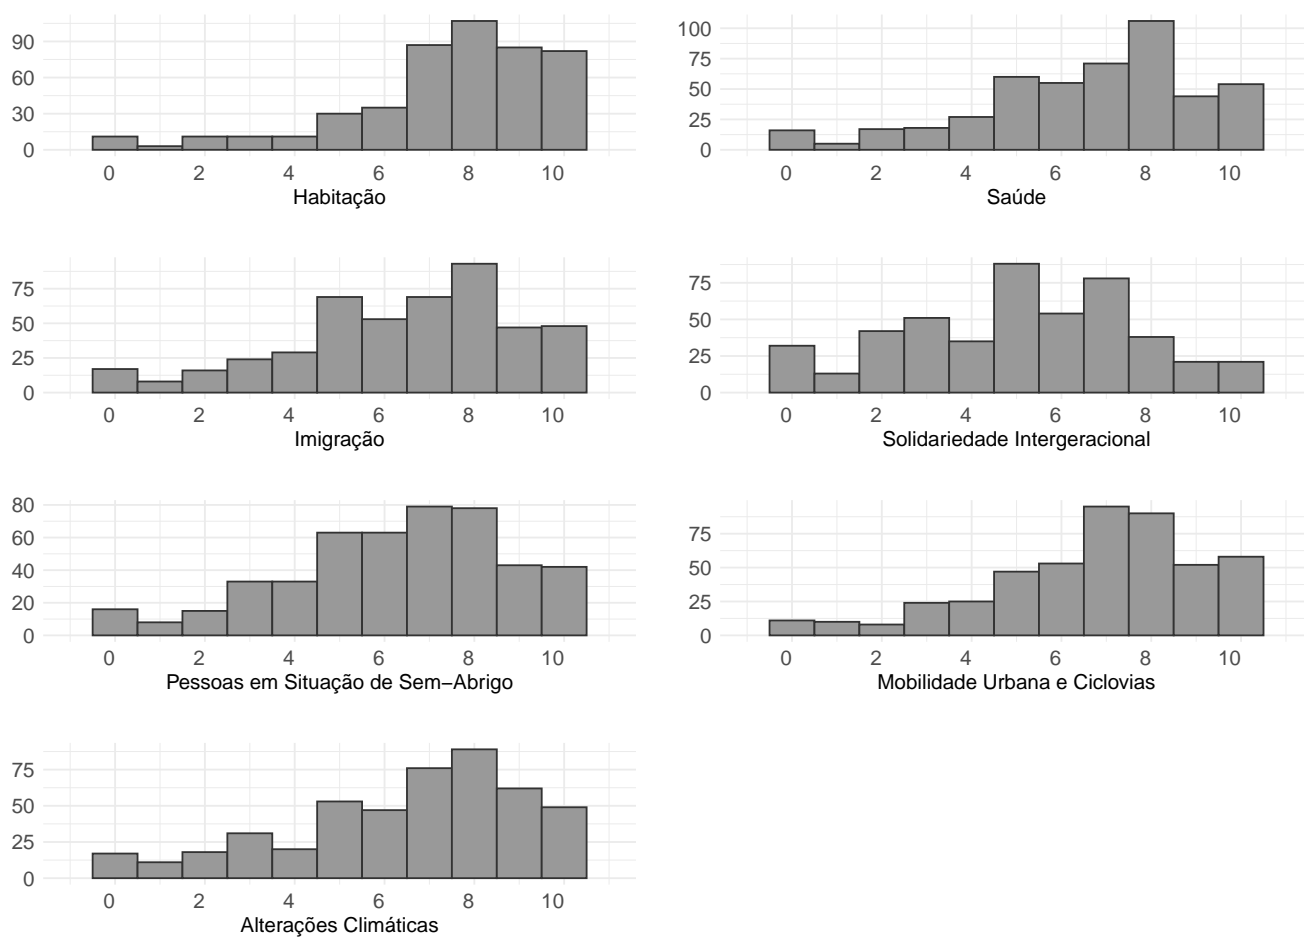 90
60
30
0
0 2 4 6 8 10
Habitação
100
75
50
25
0
0 2 4 6 8 10
Saúde
75
50
25
0
0 2 4 6 8 10
Imigração
75
50
25
0
0 2 4 6 8 10
Solidariedade Intergeracional
80
60
40
20
0
0 2 4 6 8 10
Pessoas em Situação de Sem−Abrigo
75
50
25
0
0 2 4 6 8 10
Mobilidade Urbana e Ciclovias
75
50
25
0
0 2 4 6 8 10
Alterações Climáticas